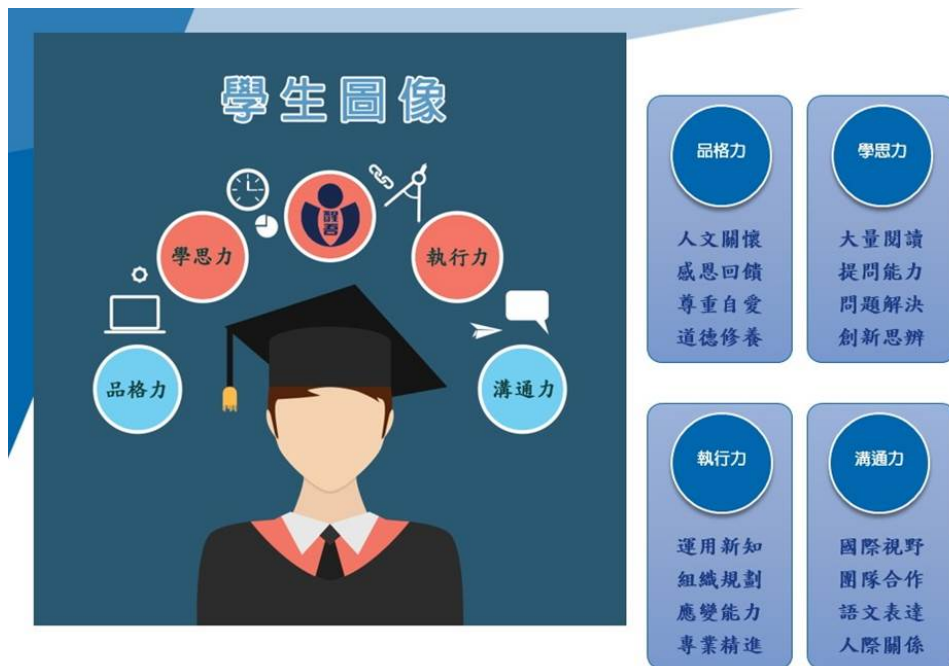 學生圖像
醒吾
學思力
執行力
品格力
溝通力
品格力
人文關懷
感恩回饋
尊重自愛
道德修養
學思力
大量閱讀
提問能力
問題解決
創新思辨
執行力
運用新知
組織規劃
應變能力
專業精進
溝通力
國際視野
團隊合作
語文表達
人際關係